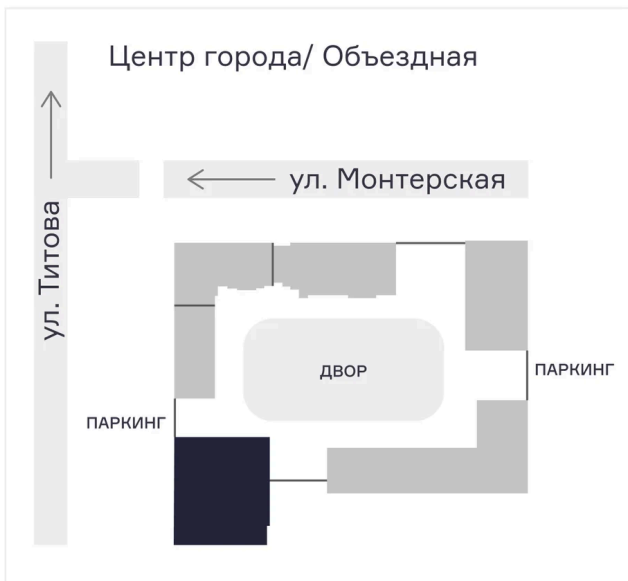 Центр города/ Объездная
ул. Монтерская
ул. Титова
ДВОР
ПАРКИНГ
ПАРКИНГ